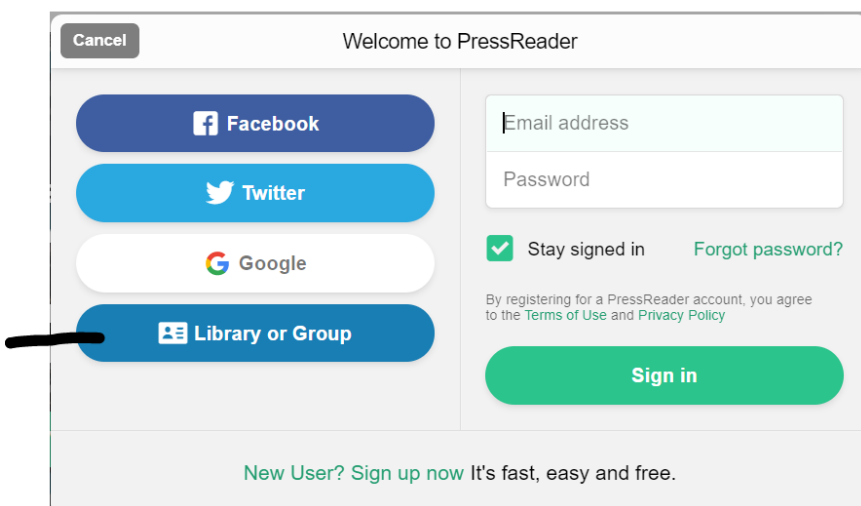 Cancel
Welcome to PressReader
Facebook
Twitter
Google
Library or Group
Email address
Password
Stay signed in
Forgot password?
By registering for a PressReader account, you agree
to the Terms of Use and Privacy Policy
Sign in
New User? Sign up now It's fast, easy and free.